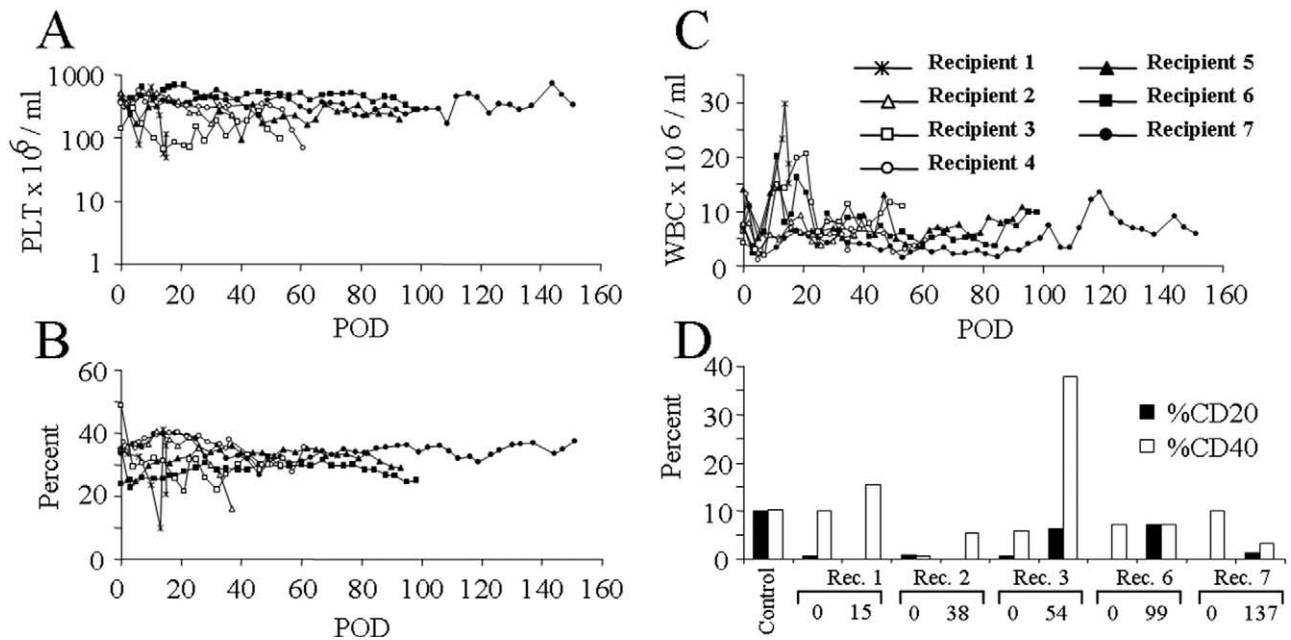 A
PLT x 10^6 / ml
1000
100
10
1
0 20 40 60 80 100 120 140 160
POD
C
WBC x 10^6 / ml
30
20
10
0
0 20 40 60 80 100 120 140 160
POD
Recipient 1
Recipient 2
Recipient 3
Recipient 4
Recipient 5
Recipient 6
Recipient 7
B
Percent
60
40
20
0
0 20 40 60 80 100 120 140 160
POD
D
Percent
40
30
40
20
10
0
%CD20
%CD40
Control
Rec. 1 Rec. 2 Rec. 3 Rec. 6 Rec. 7
0 15 0 38 0 54 0 99 0 137